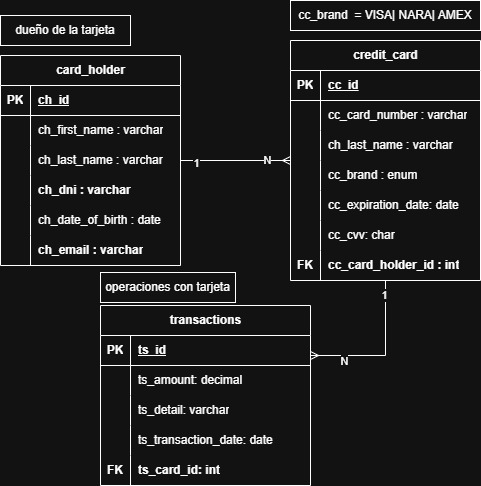 dueño de la tarjeta
card_holder
PK ch_id
ch_first_name : varchar
ch_last_name : varchar
ch_dni : varchar
ch_date_of_birth : date
ch_email : varchar
1
N
cc_brand = VISA| NARA| AMEX
credit_card
PK cc_id
cc_card_number : varchar
ch_last_name : varchar
cc_brand : enum
cc_expiration_date: date
cc_cvv: char
FK cc_card_holder_id : int
1
N
operaciones con tarjeta
transactions
PK ts_id
ts_amount: decimal
ts_detail: varchar
ts_transaction_date: date
FK ts_card_id: int